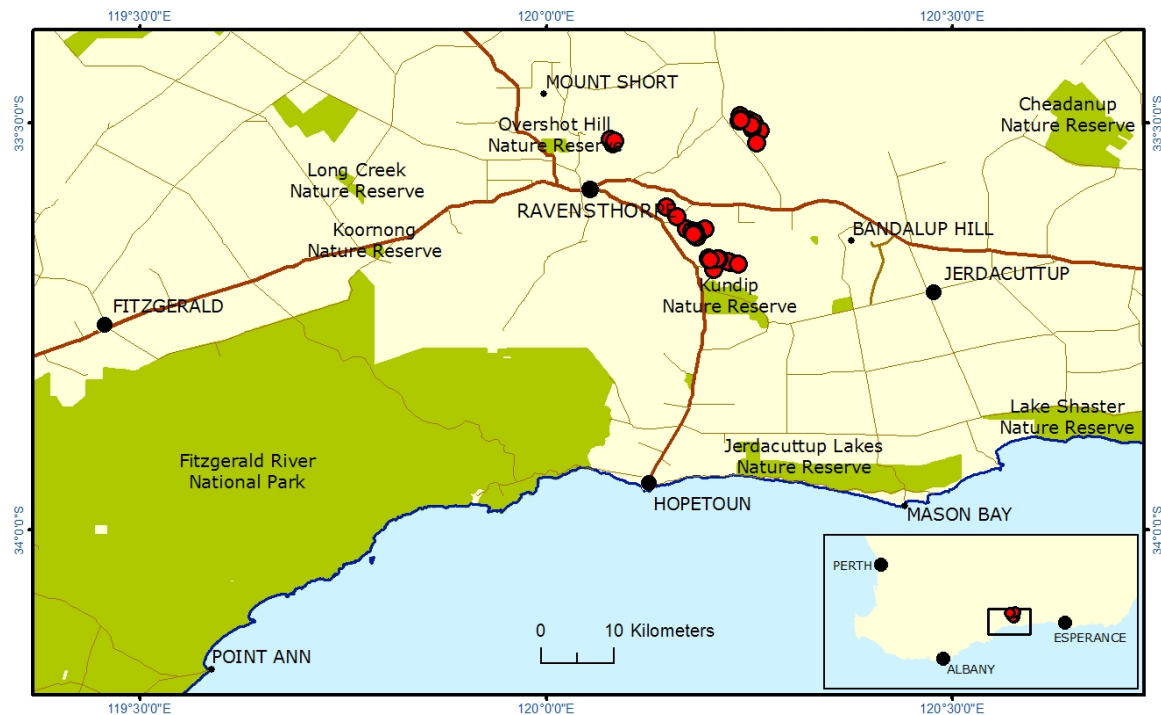 119°30'0"E
120°0'0"E
120°30'0"E
33°30'0"S
33°30'0"S
MOUNT SHORT
Overshot Hill
Nature Reserve
Cheadanup
Nature Reserve
Long Creek
Nature Reserve
RAVENSTHORPE
Koornong
Nature Reserve
BANDALUP HILL
JERDACUTTUP
Kundip
Nature Reserve
FITZGERALD
Lake Shaster
Nature Reserve
Jerdacuttup Lakes
Nature Reserve
Fitzgerald River
National Park
HOPETOUN
MASON BAY
34°0'0"S
34°0'0"S
PERTH
ESPERANCE
ALBANY
0 10 Kilometers
POINT ANN
119°30'0"E
120°0'0"E
120°30'0"E